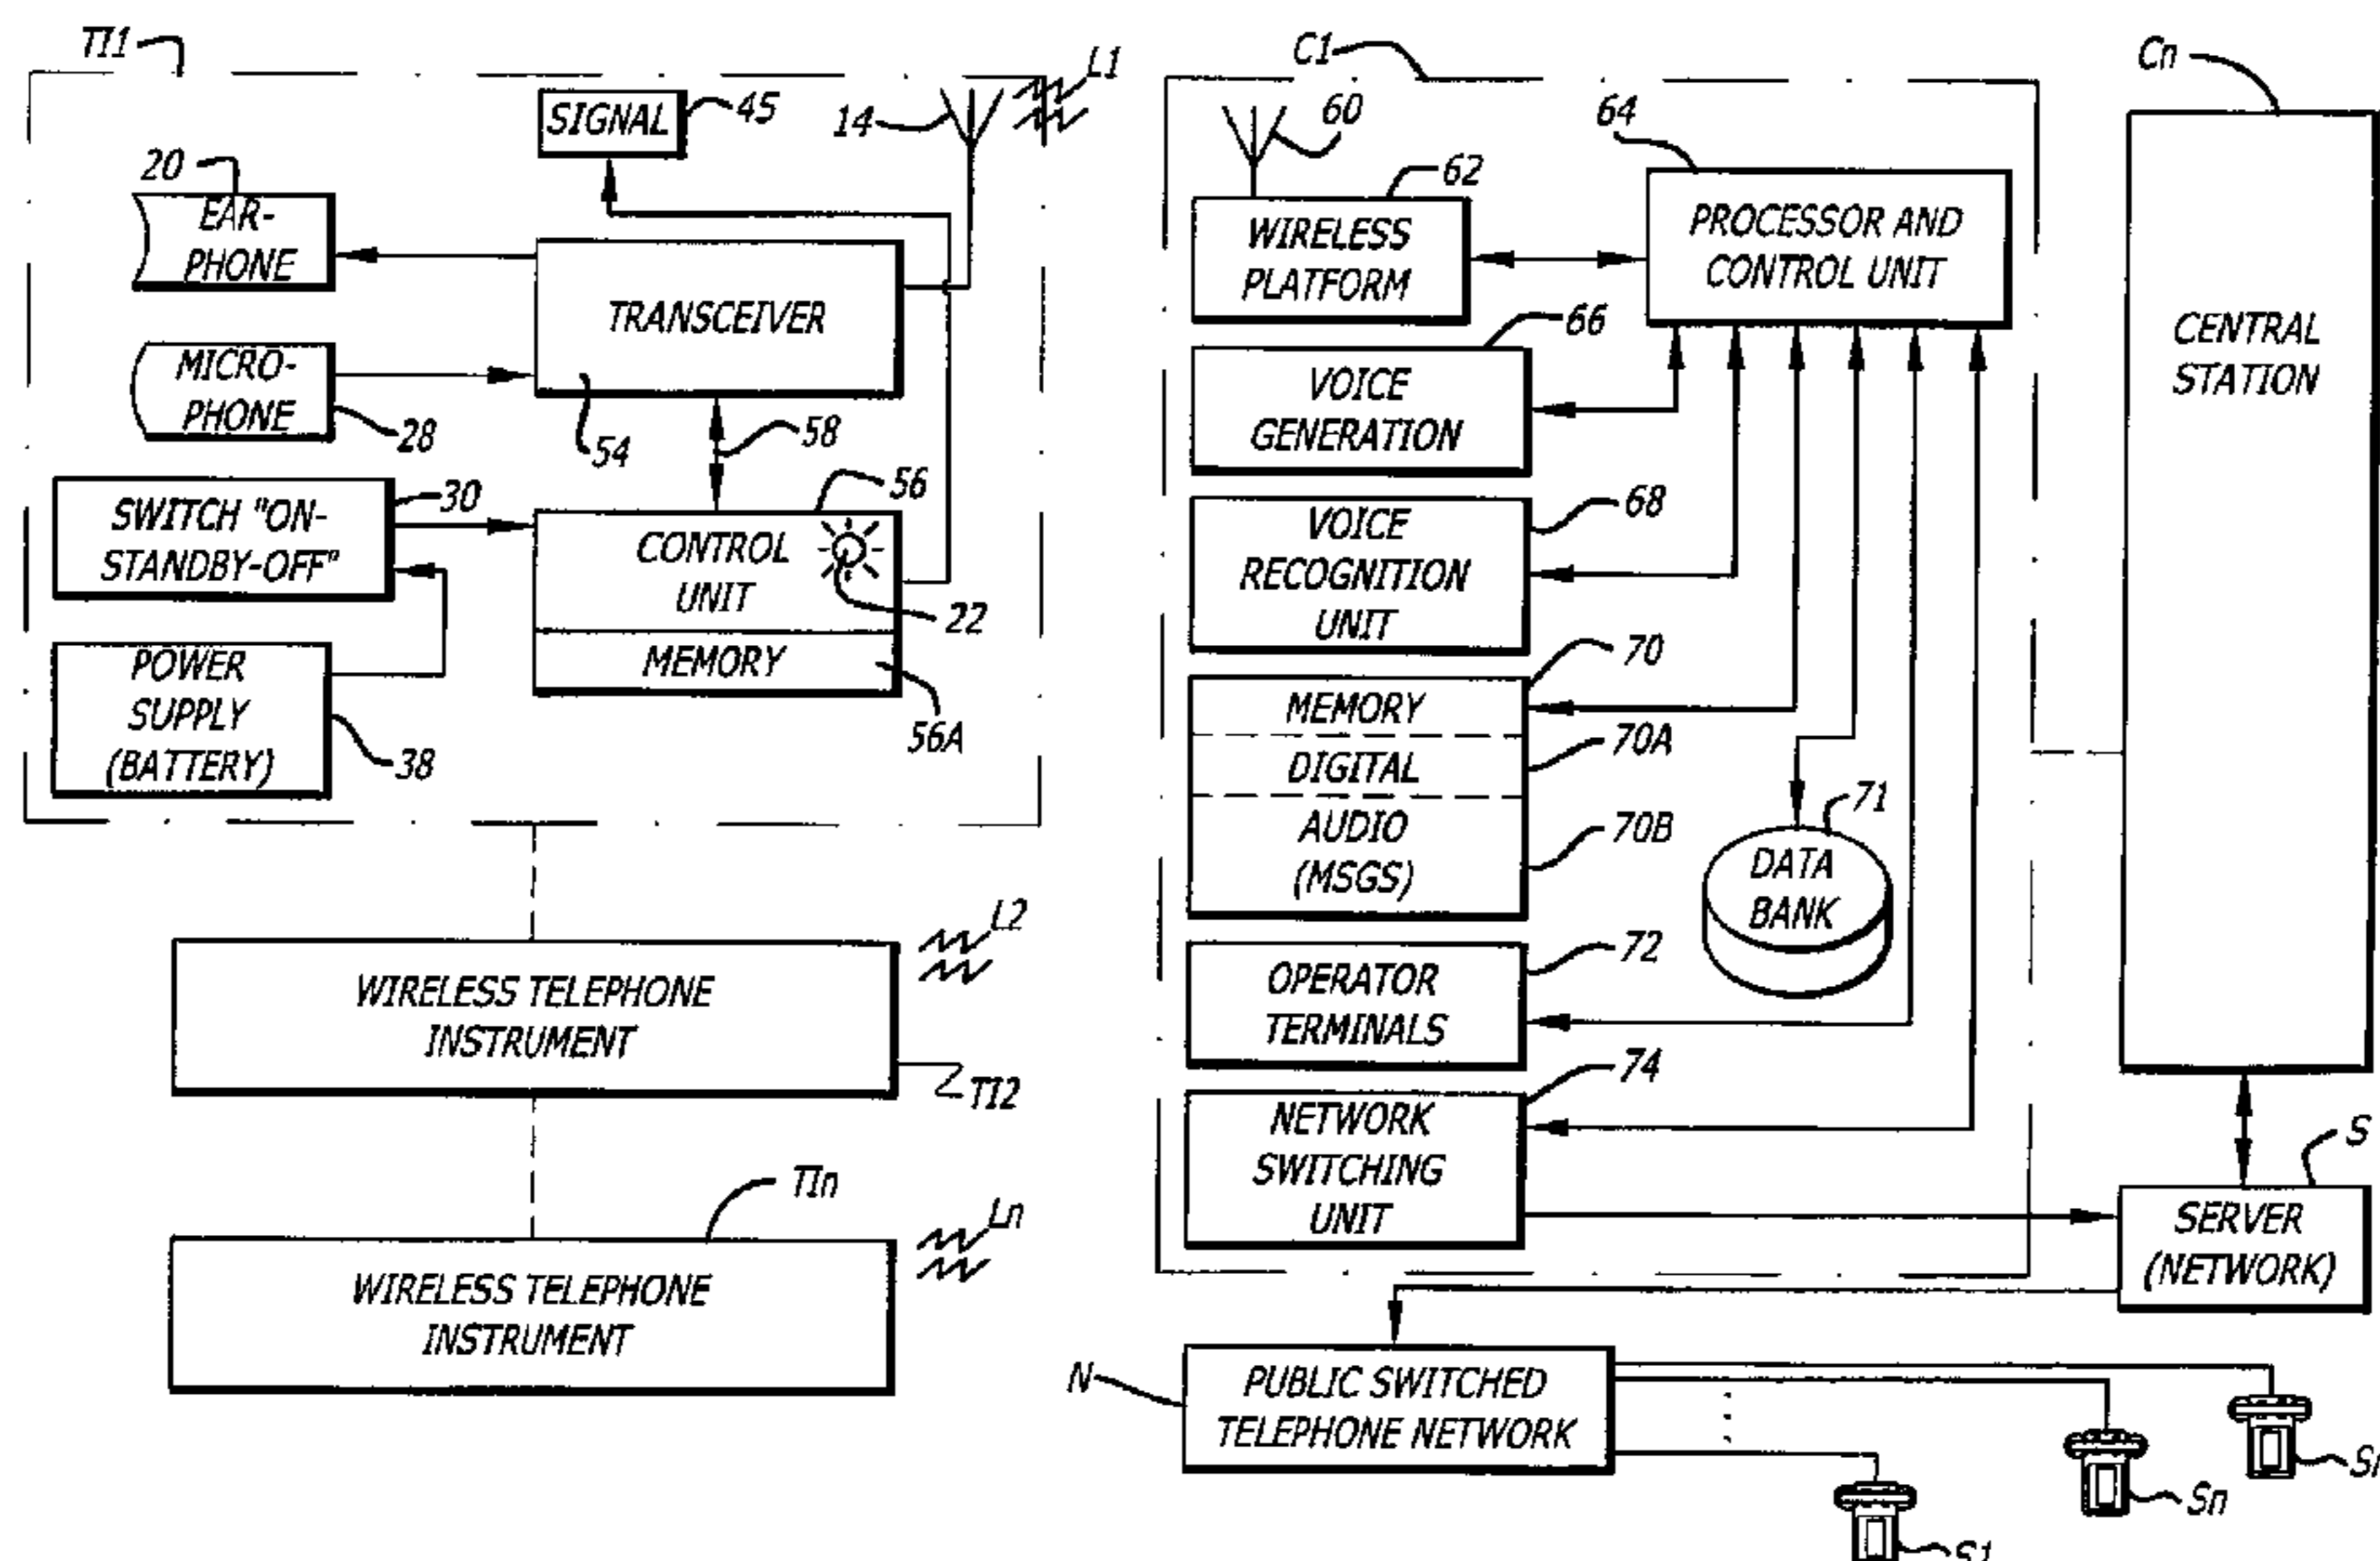 TI1
SIGNAL
45
14
L1
20
EAR-
PHONE
TRANSCEIVER
MICRO-
PHONE
28
54
58
SWITCH "ON-
STANDBY-OFF"
30
56
CONTROL
UNIT
22
MEMORY
56A
POWER
SUPPLY
(BATTERY)
38
L2
WIRELESS TELEPHONE
INSTRUMENT
TI2
TIn
Ln
WIRELESS TELEPHONE
INSTRUMENT
C1
60
62
WIRELESS
PLATFORM
64
PROCESSOR AND
CONTROL UNIT
66
VOICE
GENERATION
68
VOICE
RECOGNITION
UNIT
70
MEMORY
70A
DIGITAL
70B
AUDIO
(MSGS)
71
DATA
BANK
72
OPERATOR
TERMINALS
74
NETWORK
SWITCHING
UNIT
Cn
CENTRAL
STATION
S
SERVER
(NETWORK)
N
PUBLIC SWITCHED
TELEPHONE NETWORK
Sn
S1